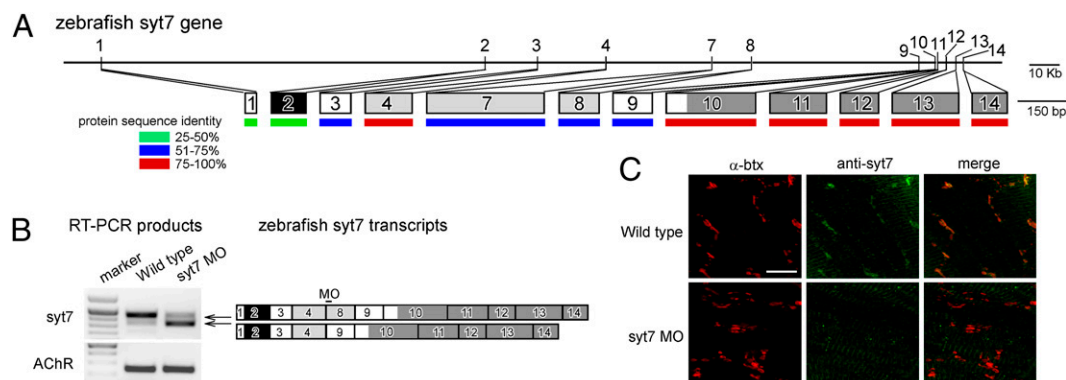 A
zebrafish syt7 gene
1 2 3 4 7 8 9 10 11 12 13 14
10 Kb
1 2 3 4 7 8 9 10 11 12 13 14
150 bp
protein sequence identity
25-50%
51-75%
75-100%
B
RT-PCR products
zebrafish syt7 transcripts
marker
Wild type
syt7 MO
MO
syt7
1 2 3 4 8 9 10 11 12 13 14
1 2 3 4 9 10 11 12 13 14
AChR
C
α-btx
anti-syt7
merge
Wild type
syt7 MO